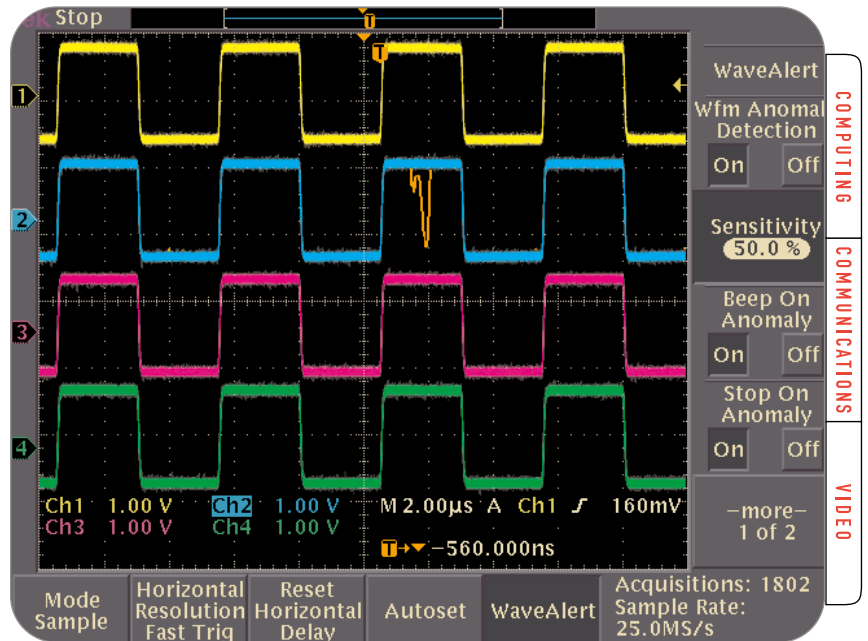 Tek Stop
T
T
1
2
3
4
WaveAlert
Wfm Anomal
Detection
On Off
Sensitivity
50.0 %
Beep On
Anomaly
On Off
Stop On
Anomaly
On Off
–more–
1 of 2
Ch1 1.00 V Ch2 1.00 V M 2.00µs A Ch1 160mV
Ch3 1.00 V Ch4 1.00 V
T −560.000ns
Mode
Sample
Horizontal
Resolution
Fast Trig
Reset
Horizontal
Delay
Autoset
WaveAlert
Acquisitions: 1802
Sample Rate:
25.0MS/s
COMPUTING
COMMUNICATIONS
VIDEO